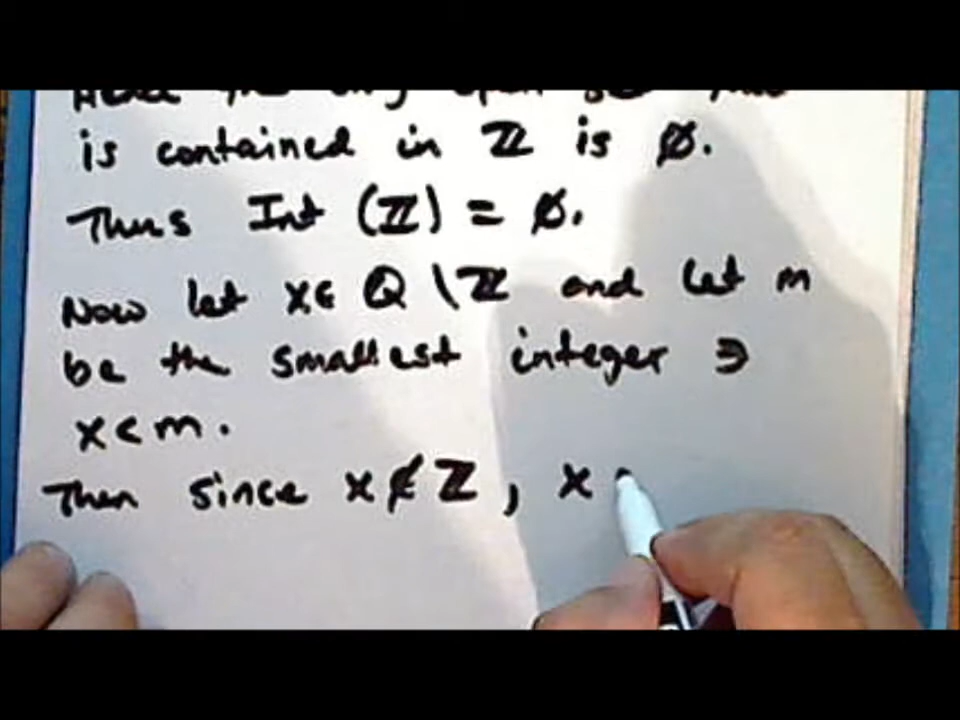 is contained in ℤ is ∅.
Thus Int (ℤ) = ∅.
Now let x∈ ℚ \ ℤ and let m
be the smallest integer ∋
x<m.
Then since x∉ℤ, x